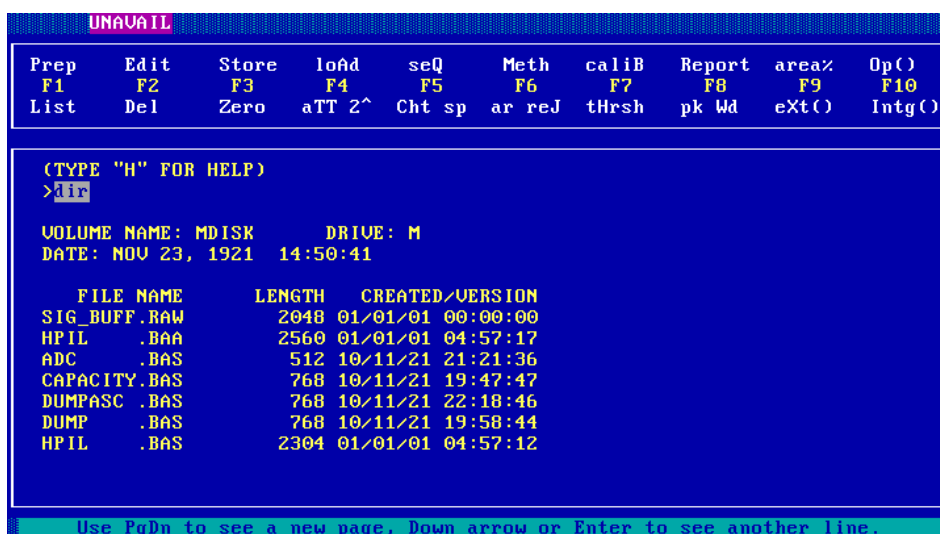 UNAVAIL
Prep Edit Store loAd seQ Meth caliB Report area% Op()
F1 F2 F3 F4 F5 F6 F7 F8 F9 F10
List Del Zero aTT 2^ Cht sp ar reJ tHrsh pk Wd eXt() Intg()
(TYPE "H" FOR HELP)
>dir
VOLUME NAME: MDISK DRIVE: M
DATE: NOV 23, 1921 14:50:41
FILE NAME LENGTH CREATED/VERSION
SIG_BUFF.RAW 2048 01/01/01 00:00:00
HPIL .BAA 2560 01/01/01 04:57:17
ADC .BAS 512 10/11/21 21:21:36
CAPACITY.BAS 768 10/11/21 19:47:47
DUMPASC .BAS 768 10/11/21 22:18:46
DUMP .BAS 768 10/11/21 19:58:44
HPIL .BAS 2304 01/01/01 04:57:12
Use PgDn to see a new page, Down arrow or Enter to see another line.